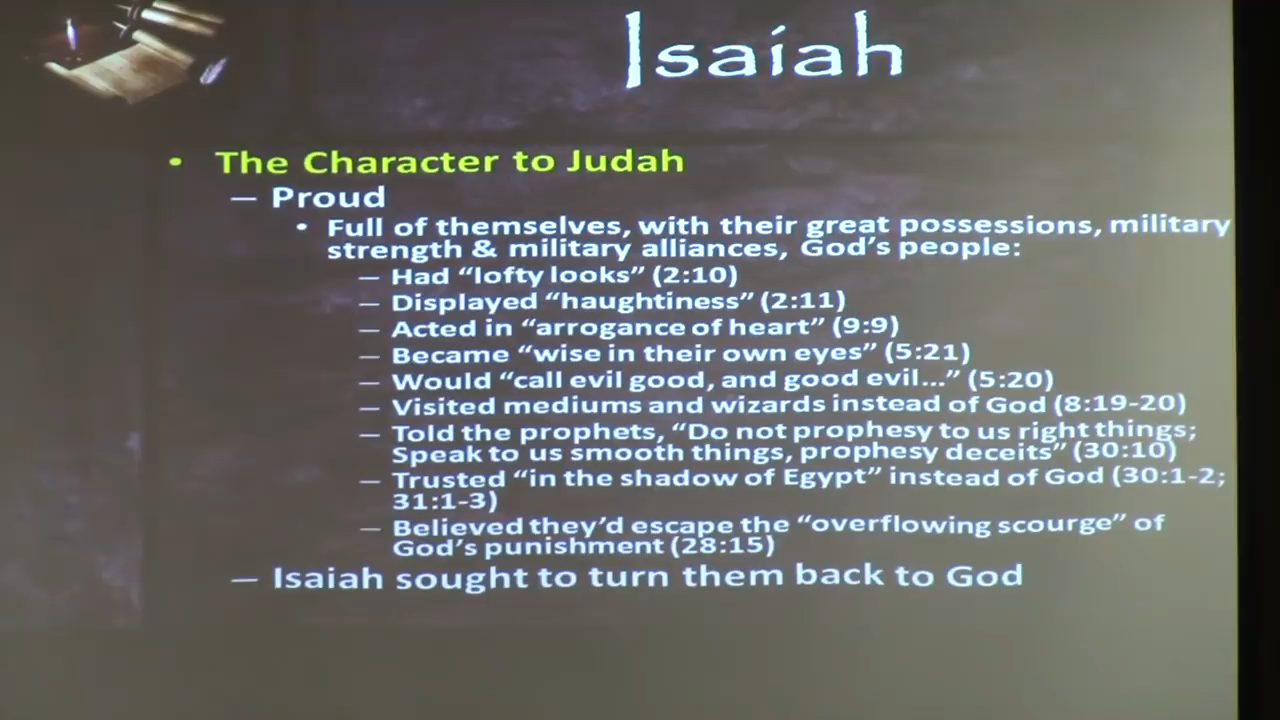 Isaiah
• The Character to Judah
– Proud
• Full of themselves, with their great possessions, military
strength & military alliances, God's people:
– Had "lofty looks" (2:10)
– Displayed "haughtiness" (2:11)
– Acted in "arrogance of heart" (9:9)
– Became "wise in their own eyes" (5:21)
– Would "call evil good, and good evil..." (5:20)
– Visited mediums and wizards instead of God (8:19-20)
– Told the prophets, "Do not prophesy to us right things;
Speak to us smooth things, prophesy deceits" (30:10)
– Trusted "in the shadow of Egypt" instead of God (30:1-2;
31:1-3)
– Believed they'd escape the "overflowing scourge" of
God's punishment (28:15)
– Isaiah sought to turn them back to God